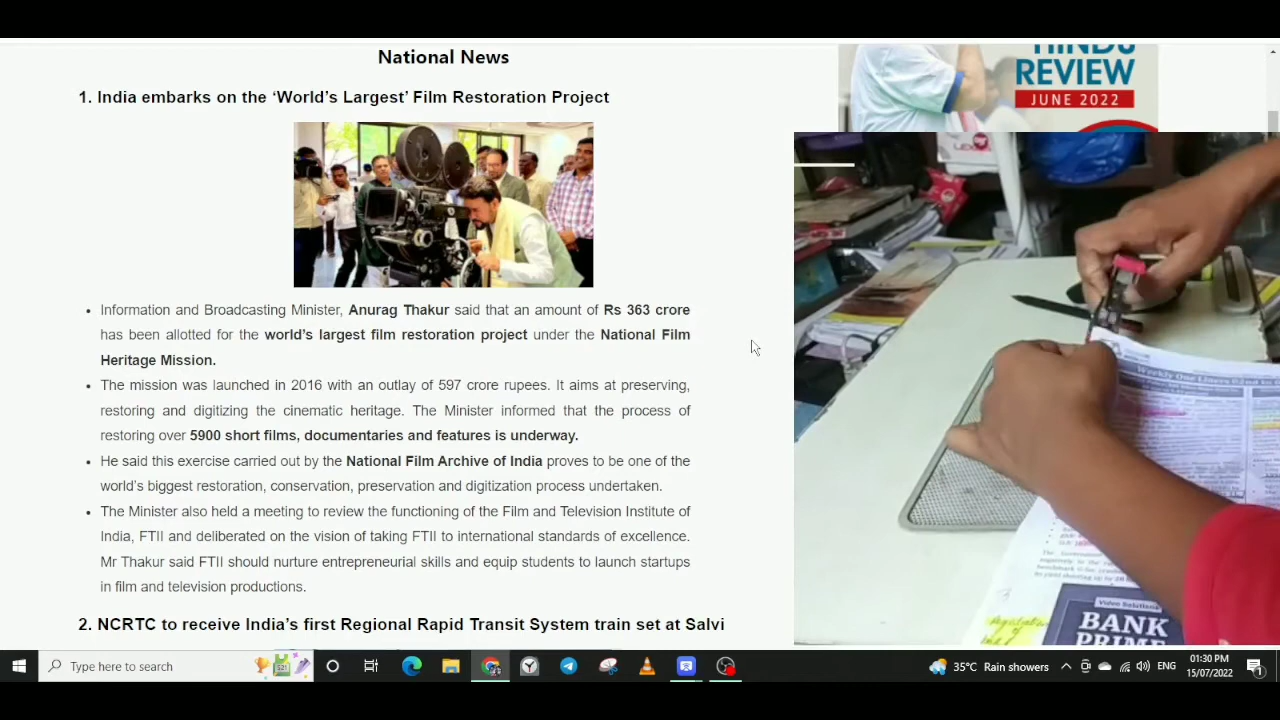 National News
1. India embarks on the ‘World’s Largest’ Film Restoration Project
Information and Broadcasting Minister, Anurag Thakur said that an amount of Rs 363 crore
has been allotted for the world’s largest film restoration project under the National Film
Heritage Mission.
The mission was launched in 2016 with an outlay of 597 crore rupees. It aims at preserving,
restoring and digitizing the cinematic heritage. The Minister informed that the process of
restoring over 5900 short films, documentaries and features is underway.
He said this exercise carried out by the National Film Archive of India proves to be one of the
world’s biggest restoration, conservation, preservation and digitization process undertaken.
The Minister also held a meeting to review the functioning of the Film and Television Institute of
India, FTII and deliberated on the vision of taking FTII to international standards of excellence.
Mr Thakur said FTII should nurture entrepreneurial skills and equip students to launch startups
in film and television productions.
2. NCRTC to receive India’s first Regional Rapid Transit System train set at Salvi
HINDU
REVIEW
JUNE 2022
Weekly One Liners
Video Solutions
BANK
PRIME
Type here to search
35°C Rain showers
ENG
01:30 PM
15/07/2022